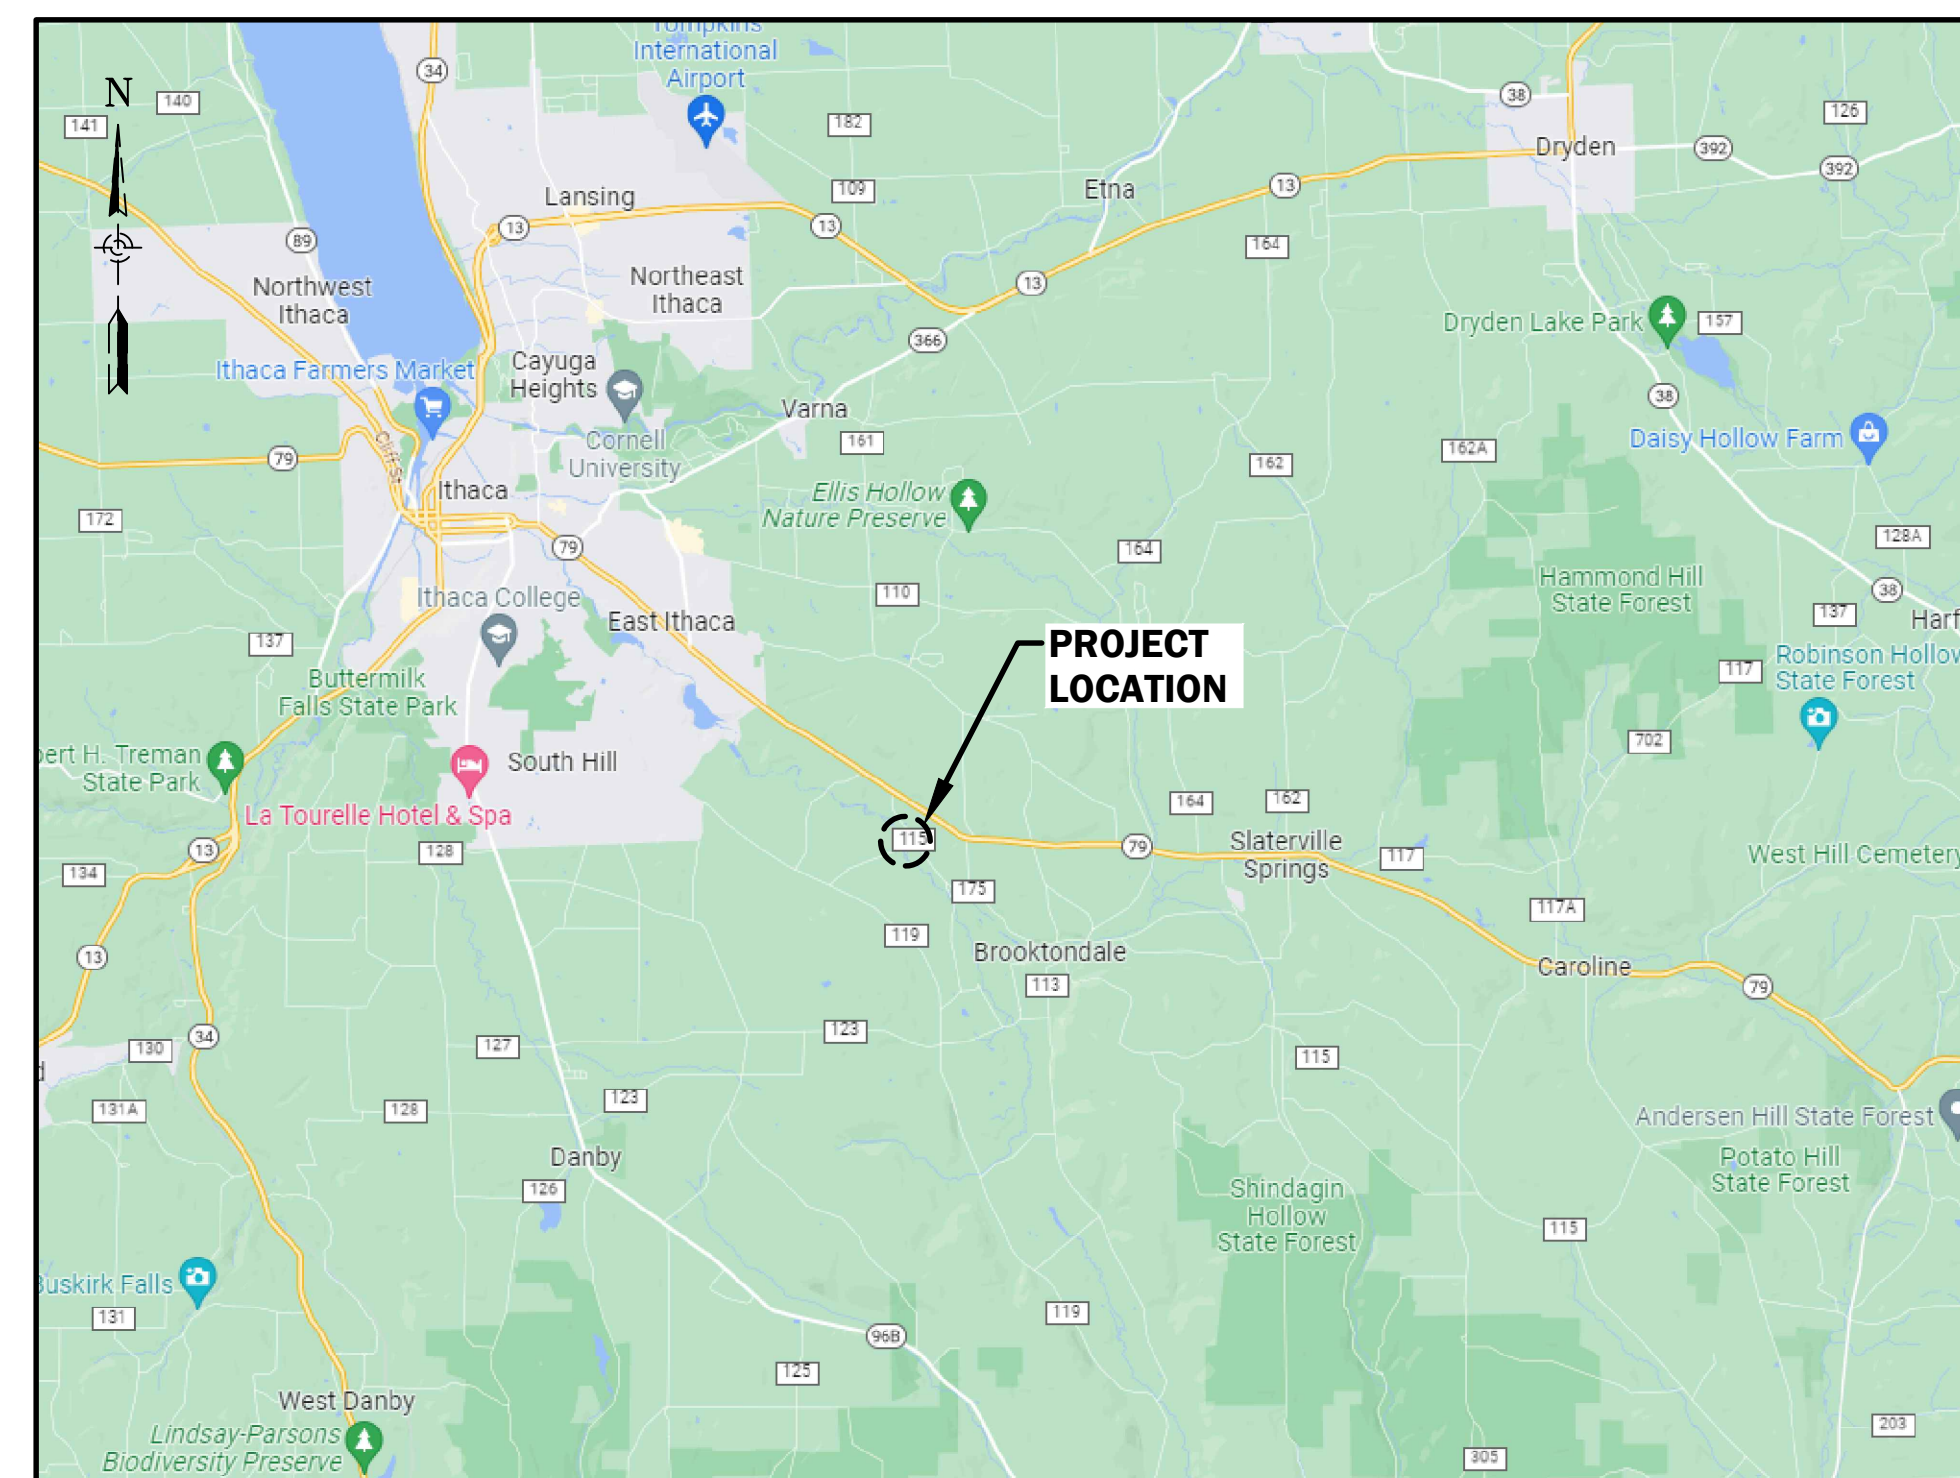 Tompkins
International
Airport
34
N
140
141
38
126
182
Dryden
392
392
109
Etna
13
Lansing
13
13
89
164
Northwest
Ithaca
Northeast
Ithaca
13
Dryden Lake Park
157
366
Ithaca Farmers Market
Cayuga
Heights
38
Varna
Cornell
University
161
Daisy Hollow Farm
Cliff St
79
162
162A
Ithaca
Ellis Hollow
Nature Preserve
172
128A
79
164
Hammond Hill
State Forest
110
38
Ithaca College
East Ithaca
137
Harf
137
PROJECT
LOCATION
Robinson Hollow
State Forest
117
Buttermilk
Falls State Park
702
bert H. Treman
State Park
South Hill
La Tourelle Hotel & Spa
164
162
115
79
Slaterville
Springs
128
13
117
West Hill Cemetery
134
175
117A
119
Brooktondale
13
Caroline
113
79
34
123
127
130
115
d
131A
128
123
Andersen Hill State Forest
Danby
Potato Hill
State Forest
126
Shindagin
Hollow
State Forest
115
Buskirk Falls
131
119
96B
125
West Danby
203
Lindsay-Parsons
Biodiversity Preserve
305